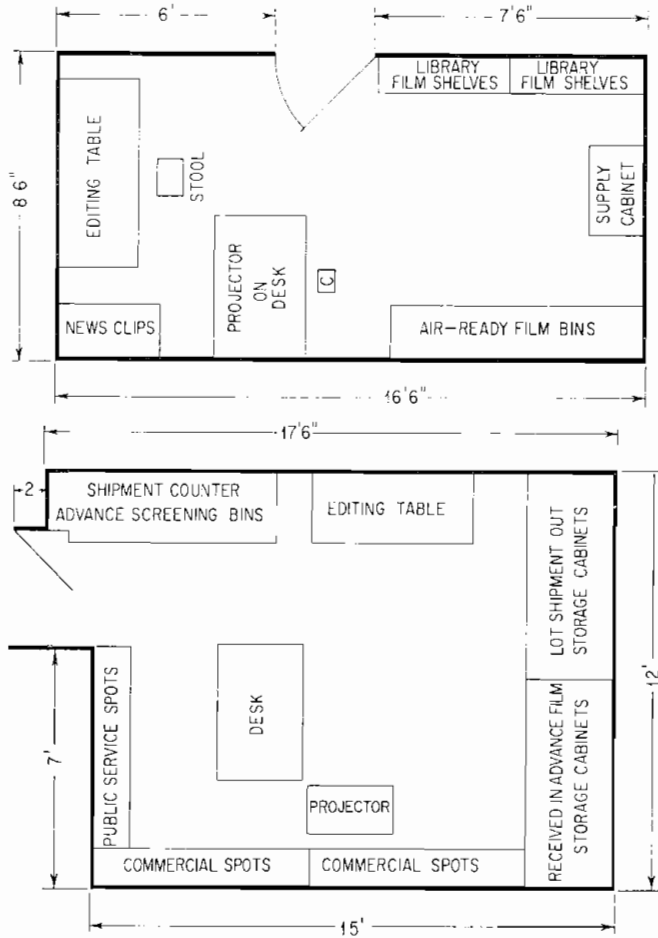 6'
7'6"
LIBRARY
FILM SHELVES
LIBRARY
FILM SHELVES
8'6"
EDITING TABLE
STOOL
SUPPLY
CABINET
PROJECTOR
ON
DESK
C
NEWS CLIPS
AIR-READY FILM BINS
16'6"
17'6"
2
SHIPMENT COUNTER
ADVANCE SCREENING BINS
EDITING TABLE
LOT SHIPMENT OUT
STORAGE CABINETS
12'
7'
PUBLIC SERVICE SPOTS
DESK
PROJECTOR
RECEIVED IN ADVANCE FILM
STORAGE CABINETS
COMMERCIAL SPOTS
COMMERCIAL SPOTS
15'